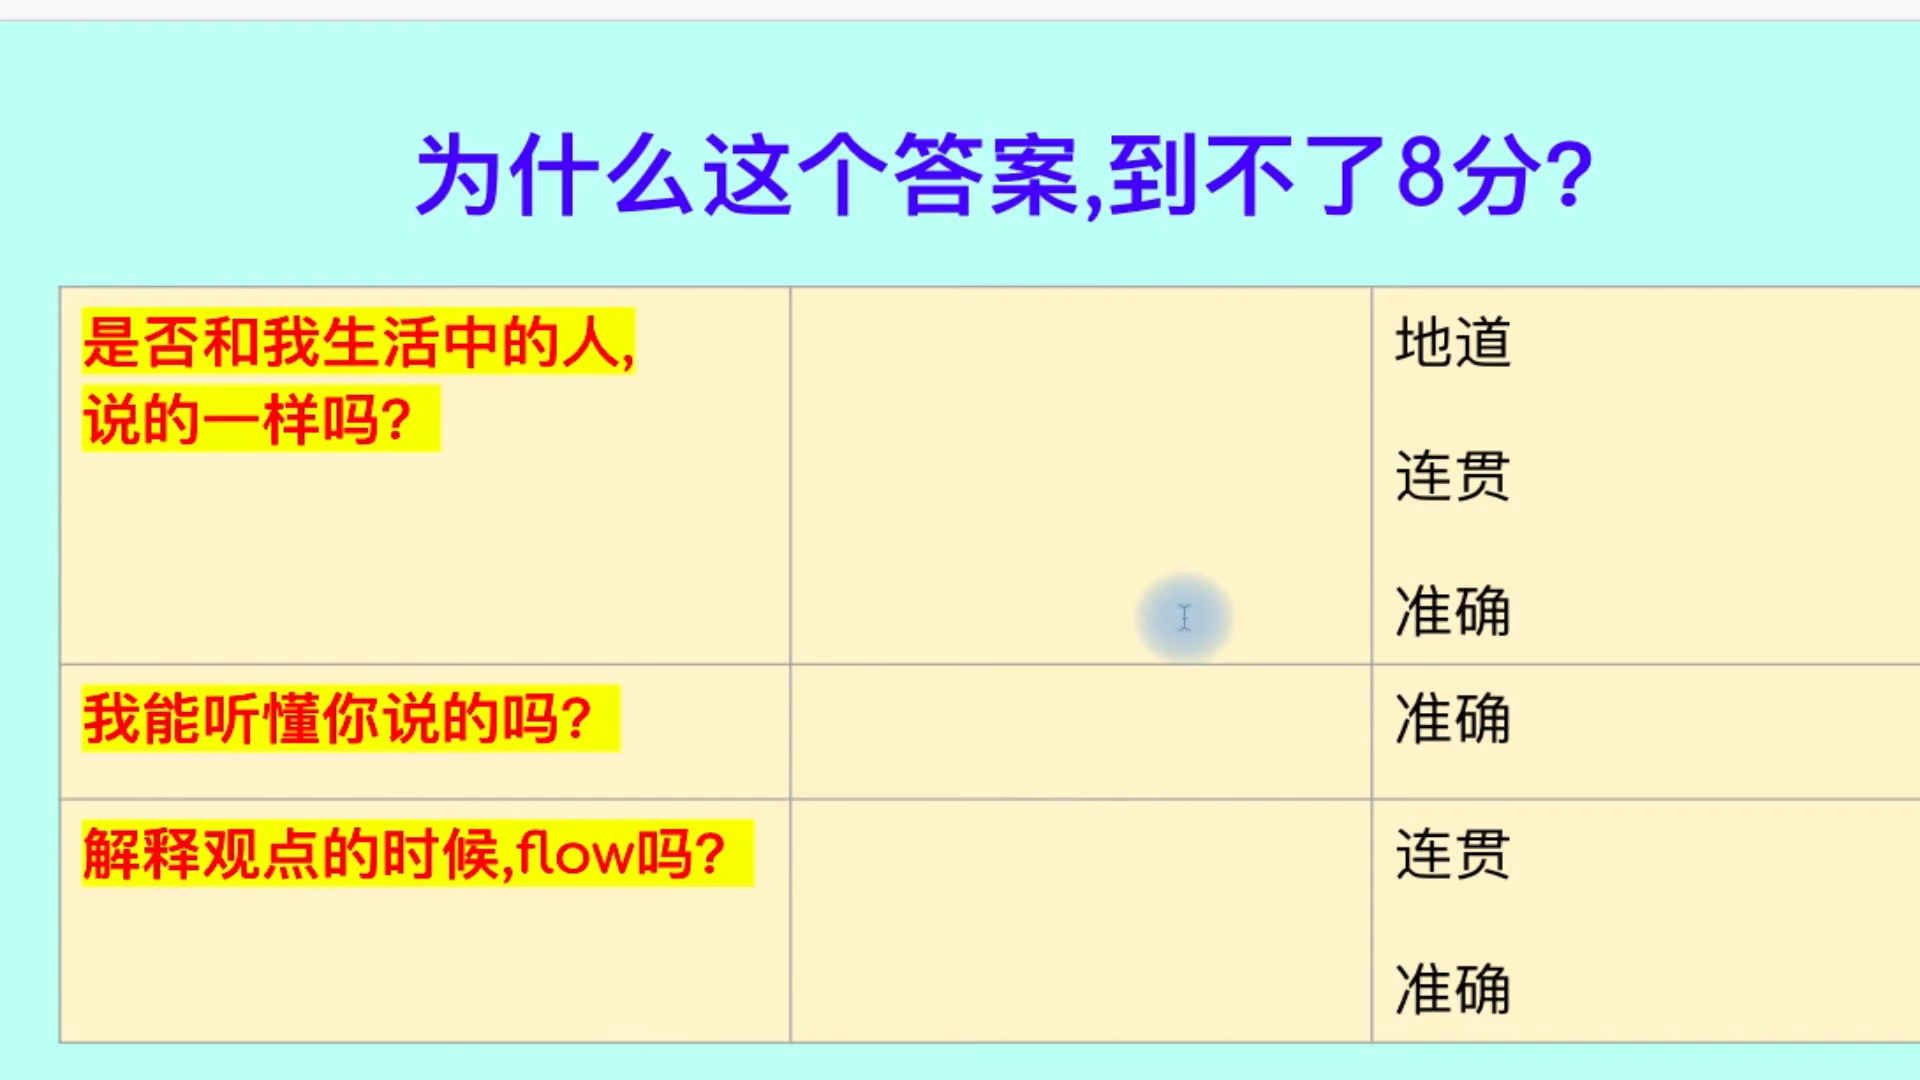 为什么这个答案,到不了8分?
是否和我生活中的人,
说的一样吗?
地道
连贯
准确
我能听懂你说的吗?
准确
解释观点的时候,flow吗?
连贯
准确